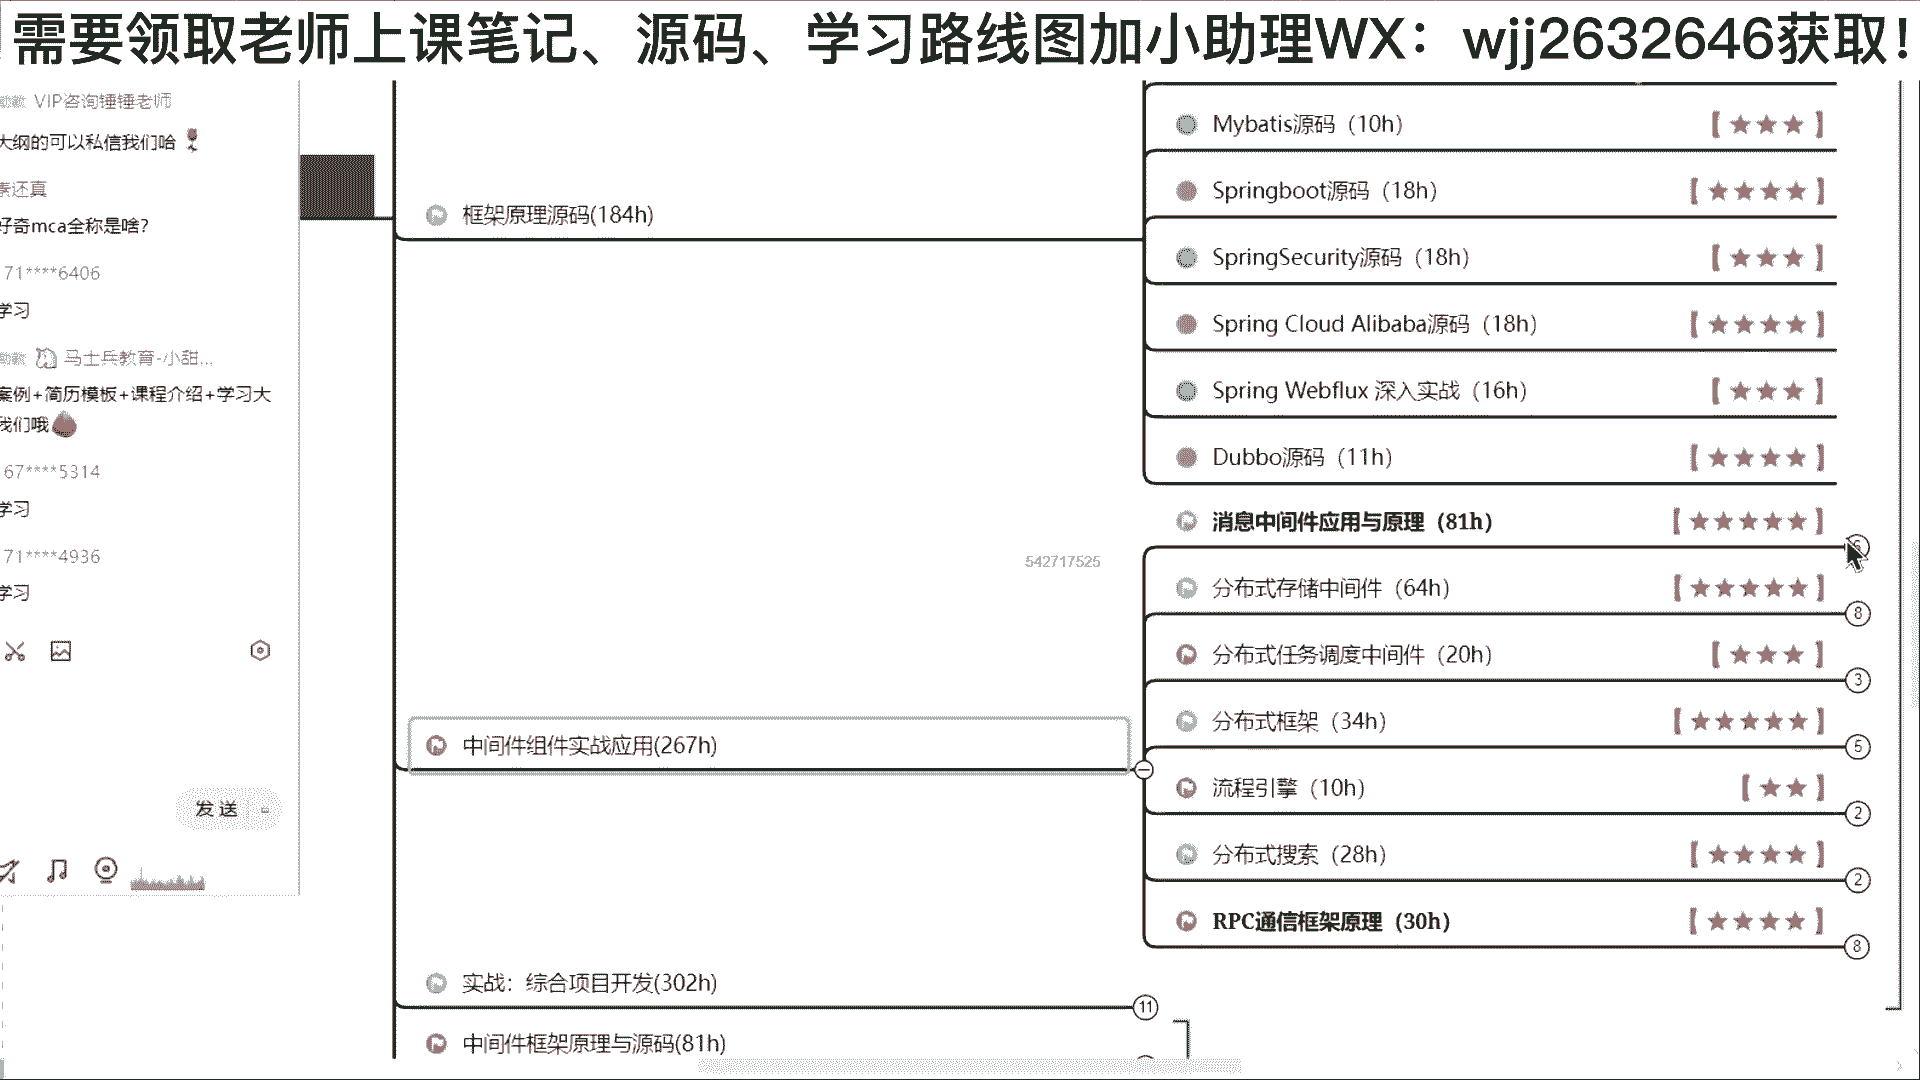 需要领取老师上课笔记、源码、学习路线图加小助理WX：wjj2632646获取！
VIP咨询锤锤老师
大纲的可以私信我们哈
素还真
好奇mca全称是啥?
71****6406
学习
马士兵教育-小甜...
案例+简历模板+课程介绍+学习大
我们哦
67****5314
学习
71****4936
学习
发送
框架原理源码(184h)
Mybatis源码（10h） 【★★★】
Springboot源码（18h） 【★★★★】
SpringSecurity源码（18h） 【★★★】
Spring Cloud Alibaba源码（18h） 【★★★★】
Spring Webflux 深入实战（16h） 【★★★】
Dubbo源码（11h） 【★★★★】
542717525
中间件组件实战应用(267h)
消息中间件应用与原理（81h） 【★★★★★】
分布式存储中间件（64h） 【★★★★★】 8
分布式任务调度中间件（20h） 【★★★】 3
分布式框架（34h） 【★★★★★】 5
流程引擎（10h） 【★★】 2
分布式搜索（28h） 【★★★★】 2
RPC通信框架原理（30h） 【★★★★】 8
实战：综合项目开发(302h) 11
中间件框架原理与源码(81h)